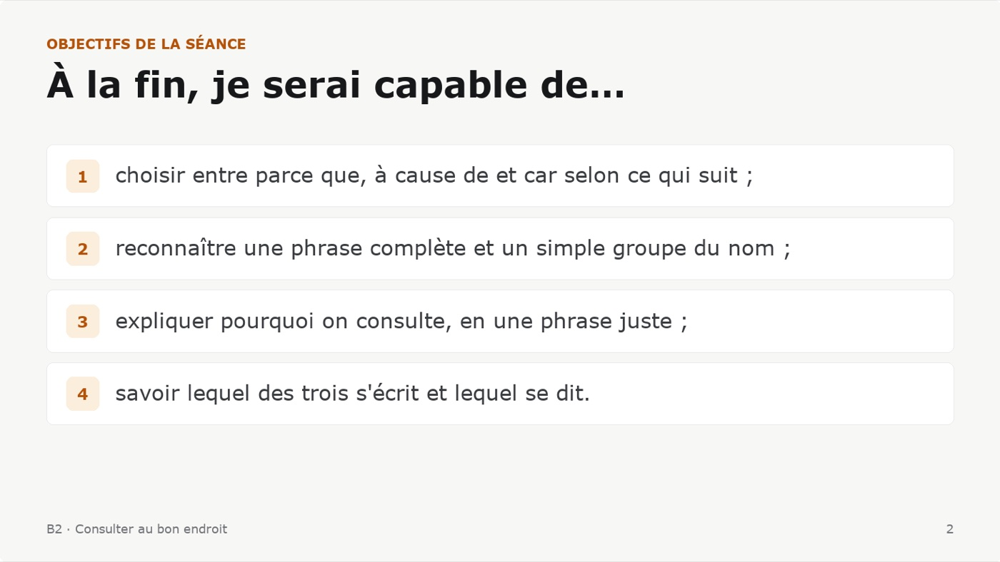 OBJECTIFS DE LA SÉANCE
À la fin, je serai capable de...
1 choisir entre parce que, à cause de et car selon ce qui suit ;
2 reconnaître une phrase complète et un simple groupe du nom ;
3 expliquer pourquoi on consulte, en une phrase juste ;
4 savoir lequel des trois s'écrit et lequel se dit.
B2 · Consulter au bon endroit 2